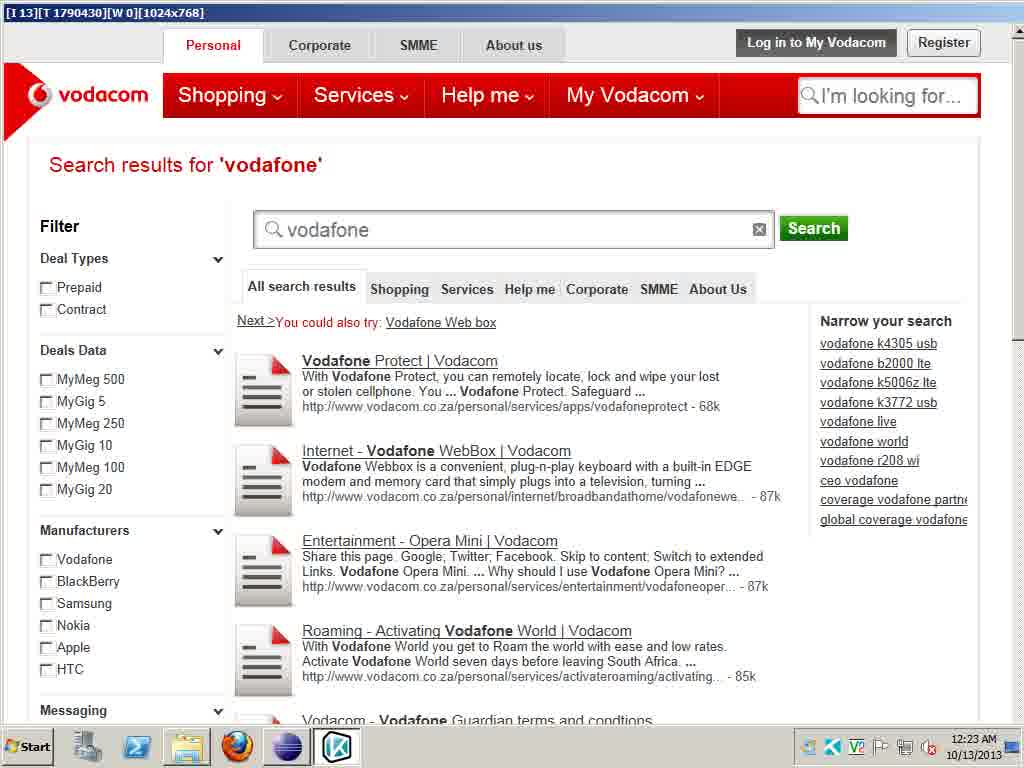 [I 13][T 1790430][W 0][1024x768]
Personal Corporate SMME About us Log in to My Vodacom Register
vodacom Shopping Services Help me My Vodacom I'm looking for...
Search results for 'vodafone'
Filter
vodafone Search
Deal Types
Prepaid
Contract
Deals Data
MyMeg 500
MyGig 5
MyMeg 250
MyGig 10
MyMeg 100
MyGig 20
Manufacturers
Vodafone
BlackBerry
Samsung
Nokia
Apple
HTC
Messaging
All search results Shopping Services Help me Corporate SMME About Us
Next >You could also try: Vodafone Web box
Vodafone Protect | Vodacom
With Vodafone Protect, you can remotely locate, lock and wipe your lost
or stolen cellphone. You ... Vodafone Protect. Safeguard ...
http://www.vodacom.co.za/personal/services/apps/vodafoneprotect - 68k
Internet - Vodafone WebBox | Vodacom
Vodafone Webbox is a convenient, plug-n-play keyboard with a built-in EDGE
modem and memory card that simply plugs into a television, turning ...
http://www.vodacom.co.za/personal/internet/broadbandathome/vodafonewe... - 87k
Entertainment - Opera Mini | Vodacom
Share this page. Google; Twitter; Facebook. Skip to content; Switch to extended
Links. Vodafone Opera Mini. ... Why should I use Vodafone Opera Mini? ...
http://www.vodacom.co.za/personal/services/entertainment/vodafoneoper... - 87k
Roaming - Activating Vodafone World | Vodacom
With Vodafone World you get to Roam the world with ease and low rates.
Activate Vodafone World seven days before leaving South Africa. ...
http://www.vodacom.co.za/personal/services/activateroaming/activating... - 85k
Vodacom - Vodafone Guardian terms and condtions
Narrow your search
vodafone k4305 usb
vodafone b2000 lte
vodafone k5006z lte
vodafone k3772 usb
vodafone live
vodafone world
vodafone r208 wi
ceo vodafone
coverage vodafone partne
global coverage vodafone
Start
12:23 AM
10/13/2013